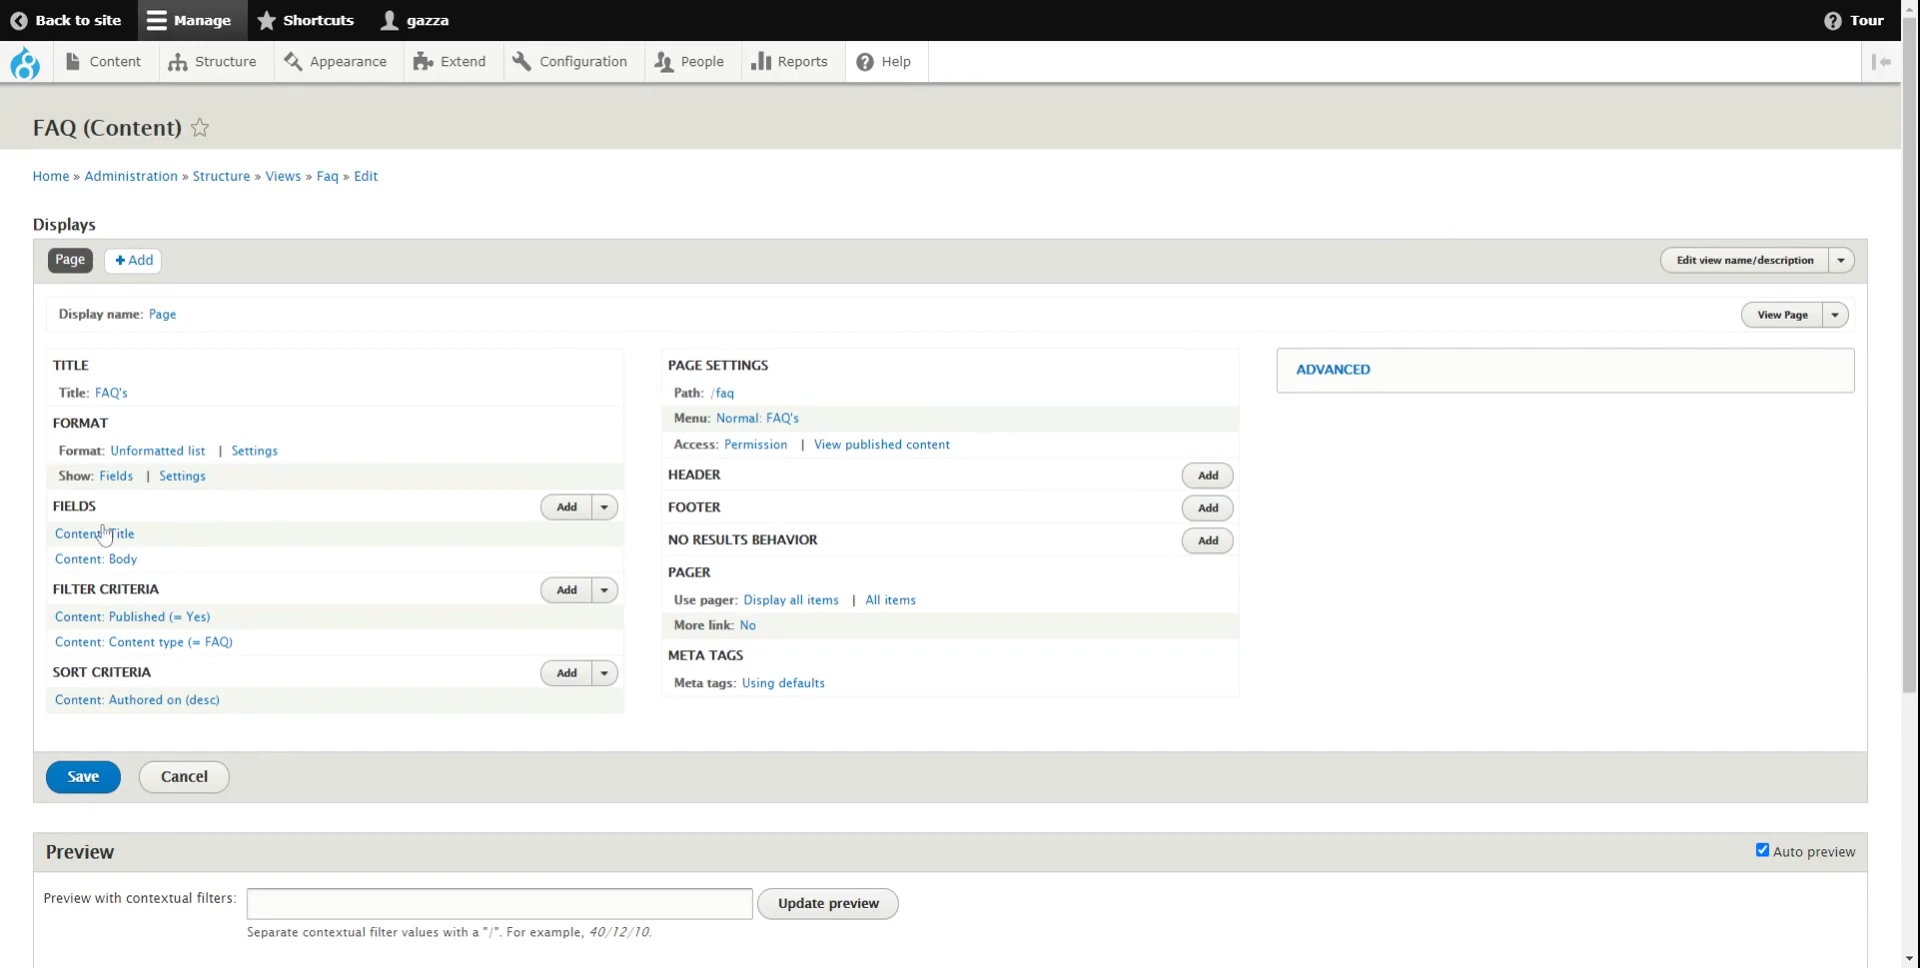 Back to site Manage Shortcuts gazza Tour
Content Structure Appearance Extend Configuration People Reports Help
FAQ (Content)
Home » Administration » Structure » Views » Faq » Edit
Displays
Page + Add Edit view name/description
Display name: Page View Page
TITLE
Title: FAQ's
FORMAT
Format: Unformatted list | Settings
Show: Fields | Settings
FIELDS Add
Content: Title
Content: Body
FILTER CRITERIA Add
Content: Published (= Yes)
Content: Content type (= FAQ)
SORT CRITERIA Add
Content: Authored on (desc)
PAGE SETTINGS
Path: /faq
Menu: Normal: FAQ's
Access: Permission | View published content
HEADER Add
FOOTER Add
NO RESULTS BEHAVIOR Add
PAGER
Use pager: Display all items | All items
More link: No
META TAGS
Meta tags: Using defaults
ADVANCED
Save Cancel
Preview Auto preview
Preview with contextual filters: Update preview
Separate contextual filter values with a "/". For example, 40/12/10.